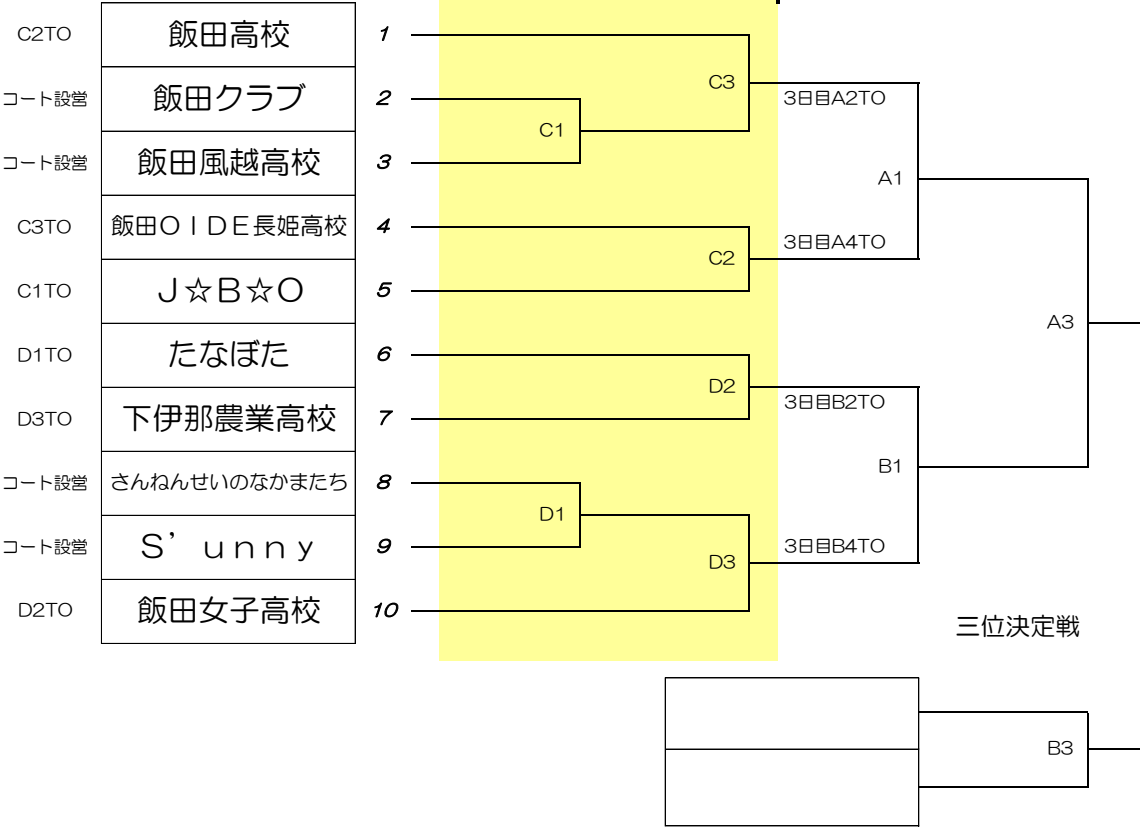 C2TO 飯田高校 1
コート設営 飯田クラブ 2
コート設営 飯田風越高校 3
C3TO 飯田OIDE長姫高校 4
C1TO J☆B☆O 5
D1TO たなぼた 6
D3TO 下伊那農業高校 7
コート設営 さんねんせいのなかまたち 8
コート設営 S’unny 9
D2TO 飯田女子高校 10
C1
C3
C2
D2
D1
D3
3日目A2TO
3日目A4TO
3日目B2TO
3日目B4TO
A1
B1
A3
三位決定戦
B3